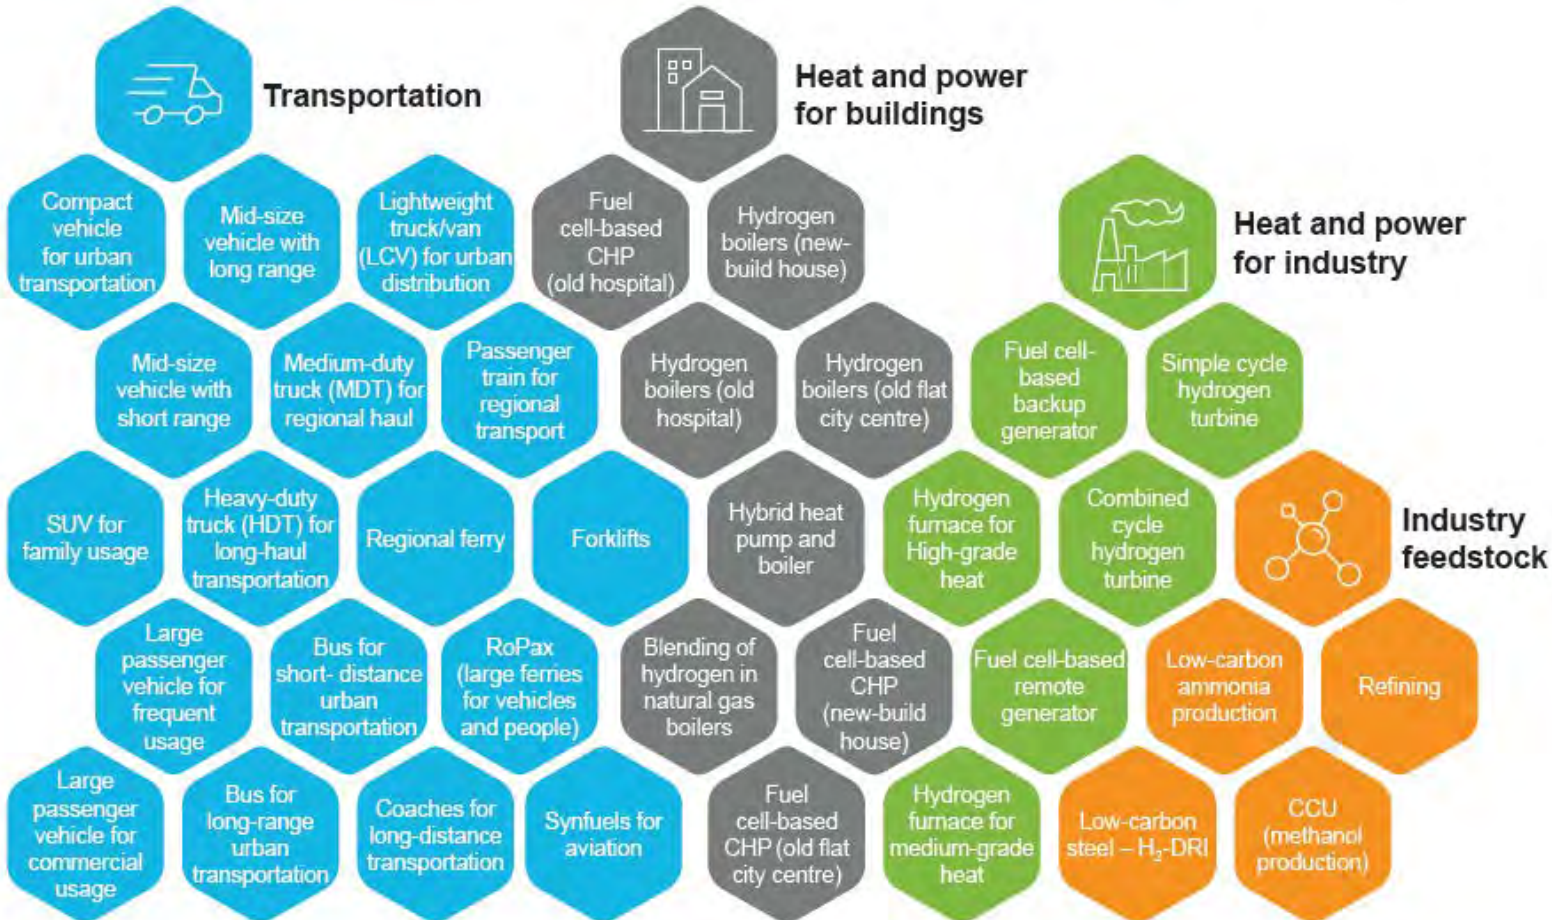 Transportation
Heat and power
for buildings
Compact
vehicle
for urban
transportation
Mid-size
vehicle with
long range
Lightweight
truck/van
(LCV) for urban
distribution
Fuel
cell-based
CHP
(old hospital)
Hydrogen
boilers (new-
build house)
Heat and power
for industry
Mid-size
vehicle with
short range
Medium-duty
truck (MDT) for
regional haul
Passenger
train for
regional
transport
Hydrogen
boilers (old
hospital)
Hydrogen
boilers (old flat
city centre)
Fuel cell-
based
backup
generator
Simple cycle
hydrogen
turbine
SUV for
family usage
Heavy-duty
truck (HDT) for
long-haul
transportation
Regional ferry
Forklifts
Hybrid heat
pump and
boiler
Hydrogen
furnace for
High-grade
heat
Combined
cycle
hydrogen
turbine
Industry
feedstock
Large
passenger
vehicle for
frequent
usage
Bus for
short- distance
urban
transportation
RoPax
(large ferries
for vehicles
and people)
Blending of
hydrogen in
natural gas
boilers
Fuel
cell-based
CHP
(new-build
house)
Fuel cell-based
remote
generator
Low-carbon
ammonia
production
Refining
Large
passenger
vehicle for
commercial
usage
Bus for
long-range
urban
transportation
Coaches for
long-distance
transportation
Synfuels for
aviation
Fuel
cell-based
CHP (old flat
city centre)
Hydrogen
furnace for
medium-grade
heat
Low-carbon
steel – H₂-DRI
CCU
(methanol
production)